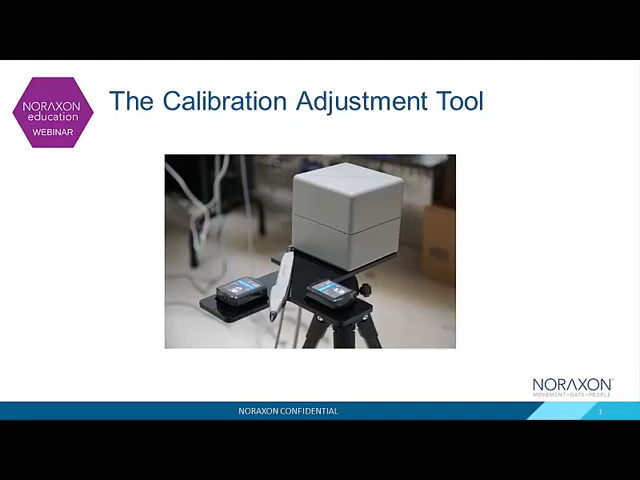 NORAXON
education
WEBINAR
The Calibration Adjustment Tool
NORAXON
MOVEMENT • DATA • PEOPLE
NORAXON CONFIDENTIAL
1